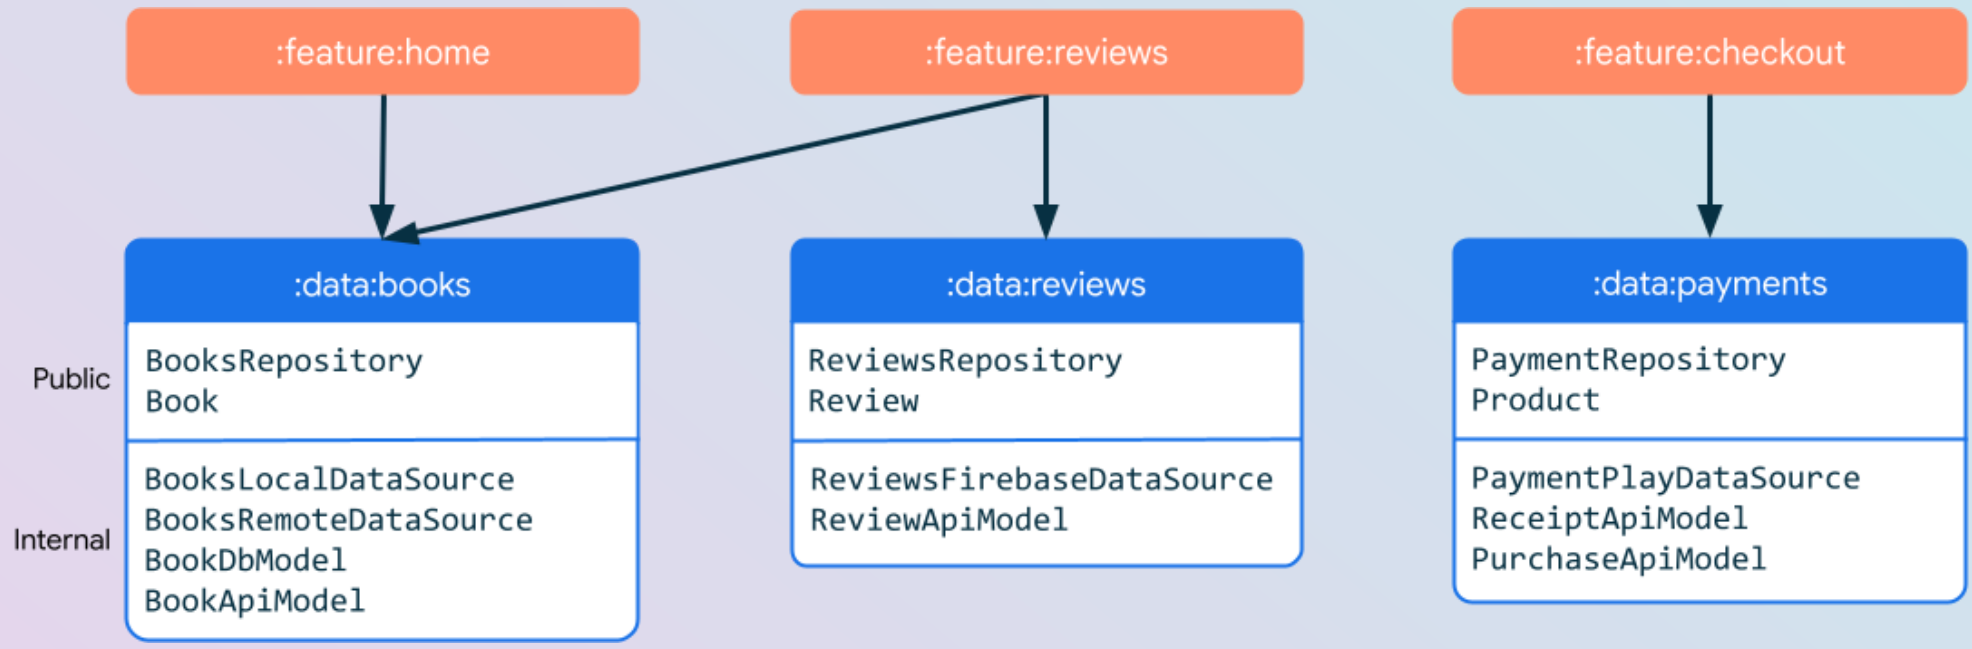 :feature:home
:feature:reviews
:feature:checkout
:data:books
:data:reviews
:data:payments
Public
BooksRepository
Book
ReviewsRepository
Review
PaymentRepository
Product
Internal
BooksLocalDataSource
BooksRemoteDataSource
BookDbModel
BookApiModel
ReviewsFirebaseDataSource
ReviewApiModel
PaymentPlayDataSource
ReceiptApiModel
PurchaseApiModel